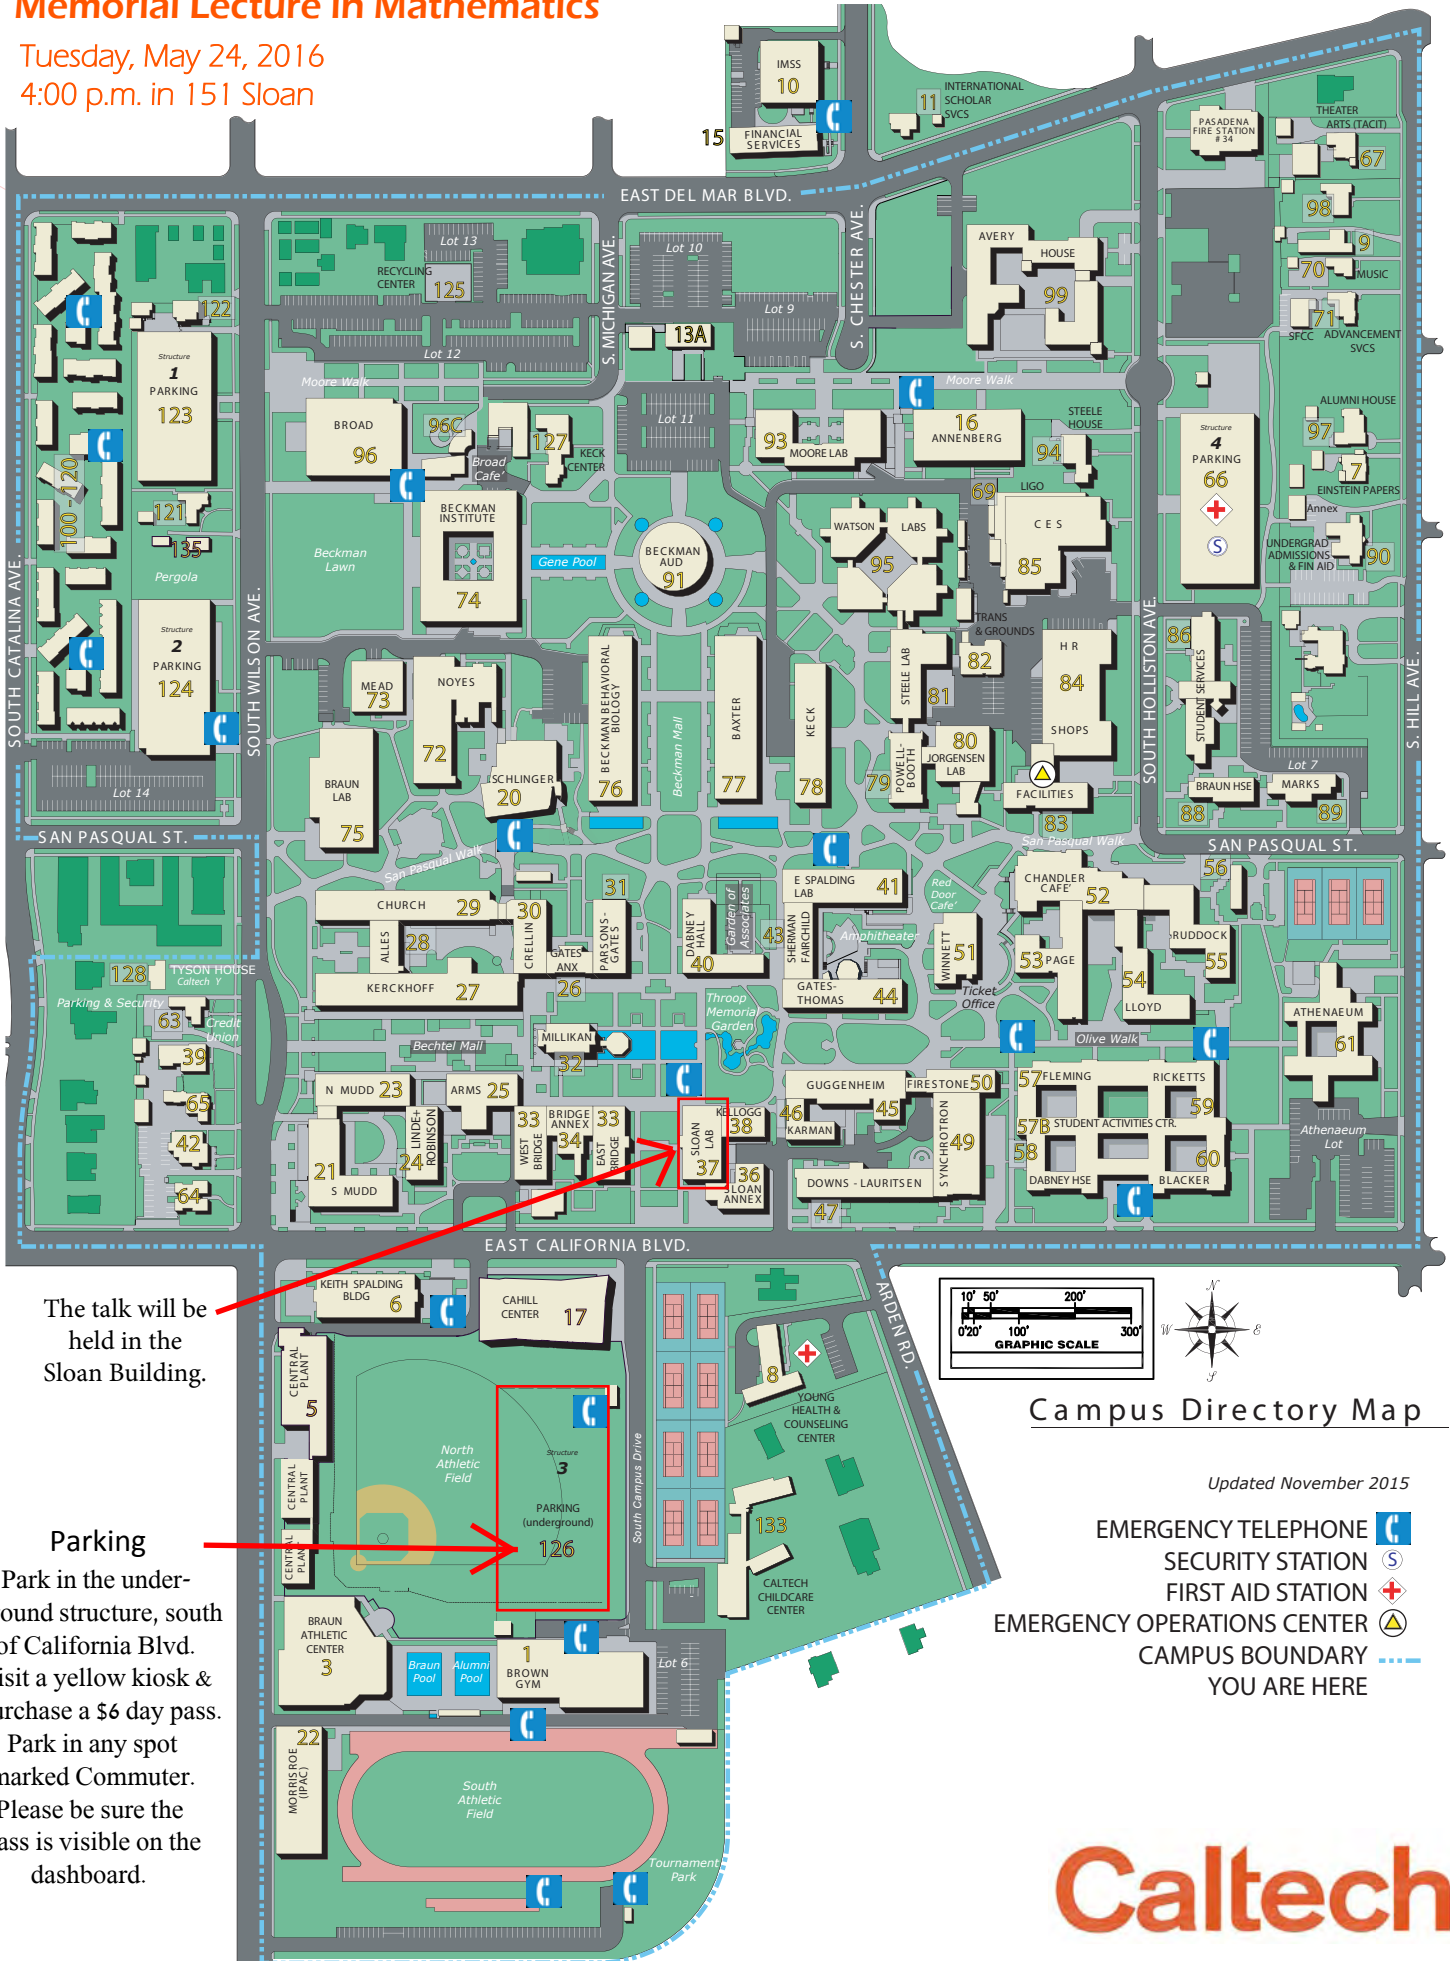 Memorial Lecture in Mathematics
Tuesday, May 24, 2016
4:00 p.m. in 151 Sloan
IMSS
10
15
FINANCIAL
SERVICES
11
INTERNATIONAL
SCHOLAR
SVCS
PASADENA
FIRE STATION
# 34
THEATER
ARTS (TACIT)
67
EAST DEL MAR BLVD.
98
9
70
MUSIC
71
SFCC
ADVANCEMENT
SVCS
Lot 13
RECYCLING
CENTER
125
Lot 10
Lot 9
S. MICHIGAN AVE.
S. CHESTER AVE.
AVERY
HOUSE
99
122
Structure
1
PARKING
123
Lot 12
13A
Moore Walk
Moore Walk
BROAD
96
96C
127
KECK
CENTER
Broad
Cafe'
Lot 11
93
MOORE LAB
16
ANNENBERG
STEELE
HOUSE
94
ALUMNI HOUSE
97
Structure
4
PARKING
66
S
7
EINSTEIN PAPERS
Annex
UNDERGRAD
ADMISSIONS
& FIN AID
90
100 - 120
121
135
Pergola
BECKMAN
INSTITUTE
74
Beckman
Lawn
Gene Pool
BECKMAN
AUD
91
WATSON
LABS
95
69
LIGO
C E S
85
TRANS
& GROUNDS
SOUTH CATALINA AVE.
SOUTH WILSON AVE.
SOUTH HOLLISTON AVE.
S. HILL AVE.
Structure
2
PARKING
124
Lot 14
MEAD
73
NOYES
72
BRAUN
LAB
75
SCHLINGER
20
BECKMAN BEHAVIORAL
BIOLOGY
76
Beckman Mall
BAXTER
77
KECK
78
STEELE LAB
81
82
H R
84
SHOPS
79
POWELL-
BOOTH
80
JORGENSEN
LAB
FACILITIES
83
86
STUDENT SERVICES
Lot 7
BRAUN HSE
88
MARKS
89
SAN PASQUAL ST.
San Pasqual Walk
San Pasqual Walk
SAN PASQUAL ST.
CHURCH
29
30
CRELLIN
ALLES
28
KERCKHOFF
27
GATES
ANX
26
31
PARSONS-
GATES
DABNEY
HALL
40
Garden of
Associates
43
E SPALDING
LAB
41
SHERMAN
FAIRCHILD
Amphitheater
GATES-
THOMAS
44
Red
Door
Cafe'
WINNETT
51
Ticket
Office
CHANDLER
CAFE'
52
53
PAGE
54
LLOYD
RUDDOCK
55
56
ATHENAEUM
61
128
TYSON HOUSE
Caltech Y
Parking & Security
63
Credit
Union
39
65
42
64
Bechtel Mall
MILLIKAN
32
Throop
Memorial
Garden
Olive Walk
N MUDD
23
ARMS
25
21
S MUDD
24
LINDE+
ROBINSON
33
WEST
BRIDGE
BRIDGE
ANNEX
34
33
EAST
BRIDGE
SLOAN
LAB
37
KELLOGG
38
36
SLOAN
ANNEX
GUGGENHEIM
45
46
KARMAN
FIRESTONE
50
SYNCHROTRON
49
DOWNS - LAURITSEN
47
57
FLEMING
RICKETTS
59
57B
STUDENT ACTIVITIES CTR.
58
DABNEY HSE
60
BLACKER
Athenaeum
Lot
EAST CALIFORNIA BLVD.
ARDEN RD.
The talk will be
held in the
Sloan Building.
KEITH SPALDING
BLDG
6
CAHILL
CENTER
17
CENTRAL
PLANT
5
CENTRAL
PLANT
CENTRAL
PLANT
North
Athletic
Field
Structure
3
PARKING
(underground)
126
South Campus Drive
8
YOUNG
HEALTH &
COUNSELING
CENTER
133
CALTECH
CHILDCARE
CENTER
10' 50' 200'
0'20' 100' 300'
GRAPHIC SCALE
N
W E
S
Campus Directory Map
Updated November 2015
EMERGENCY TELEPHONE
SECURITY STATION S
FIRST AID STATION
EMERGENCY OPERATIONS CENTER
CAMPUS BOUNDARY
YOU ARE HERE
Parking
Park in the under-
ound structure, south
of California Blvd.
isit a yellow kiosk &
urchase a $6 day pass.
Park in any spot
marked Commuter.
Please be sure the
ass is visible on the
dashboard.
BRAUN
ATHLETIC
CENTER
3
Braun
Pool
Alumni
Pool
1
BROWN
GYM
Lot 6
22
MORRISROE
(IPAC)
South
Athletic
Field
Tournament
Park
Caltech